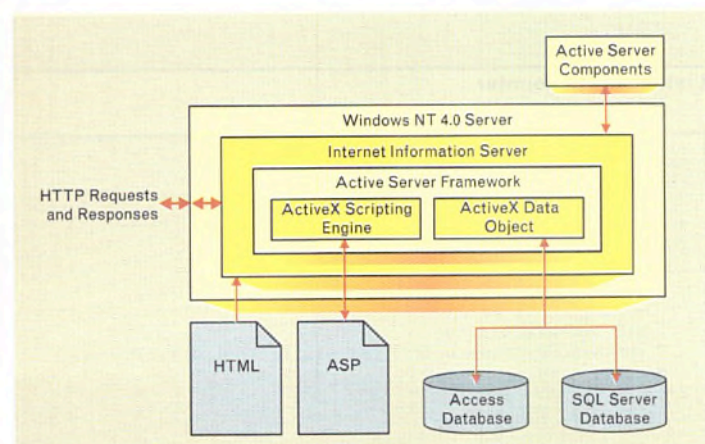 Active Server
Components
Windows NT 4.0 Server
Internet Information Server
Active Server Framework
HTTP Requests
and Responses
ActiveX Scripting
Engine
ActiveX Data
Object
HTML
ASP
Access
Database
SQL Server
Database